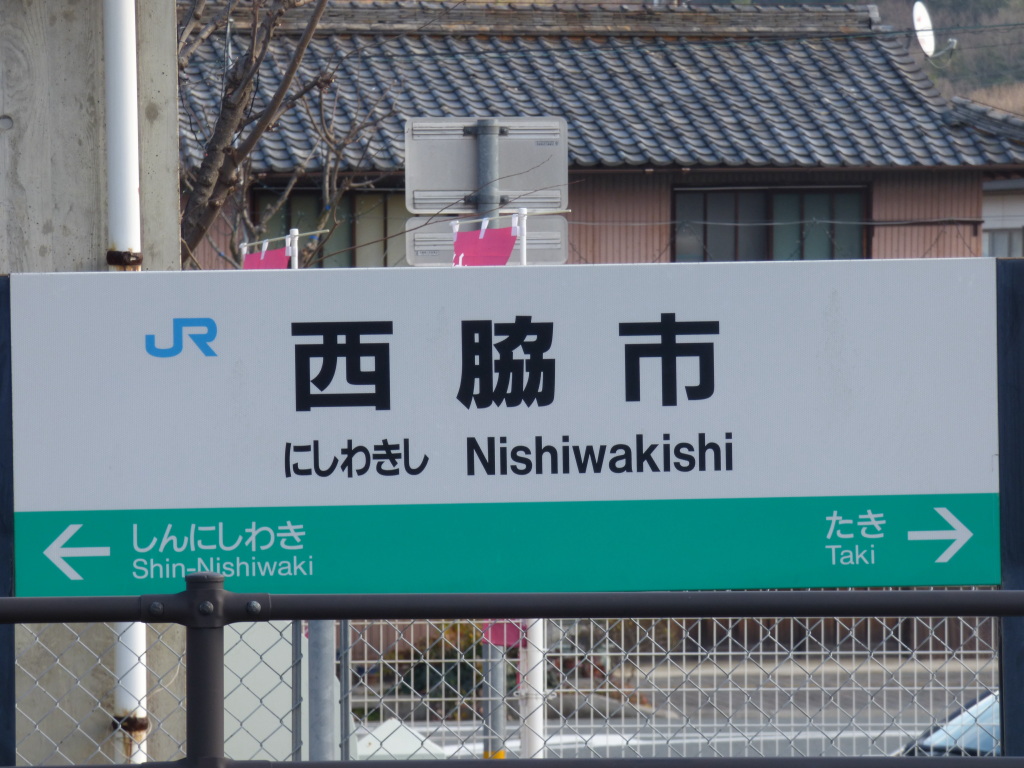 JR 西脇市
にしわきし Nishiwakishi
← しんにしわき
Shin-Nishiwaki
たき →
Taki